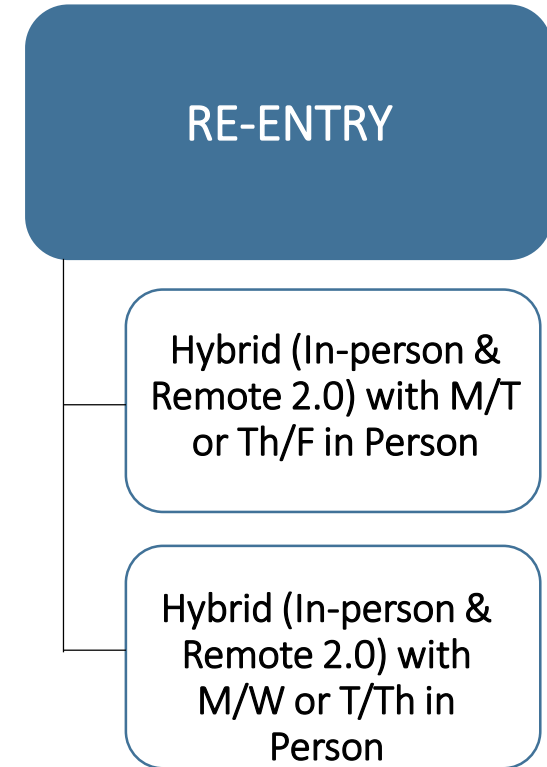 RE-ENTRY
Hybrid (In-person &
Remote 2.0) with M/T
or Th/F in Person
Hybrid (In-person &
Remote 2.0) with
M/W or T/Th in
Person